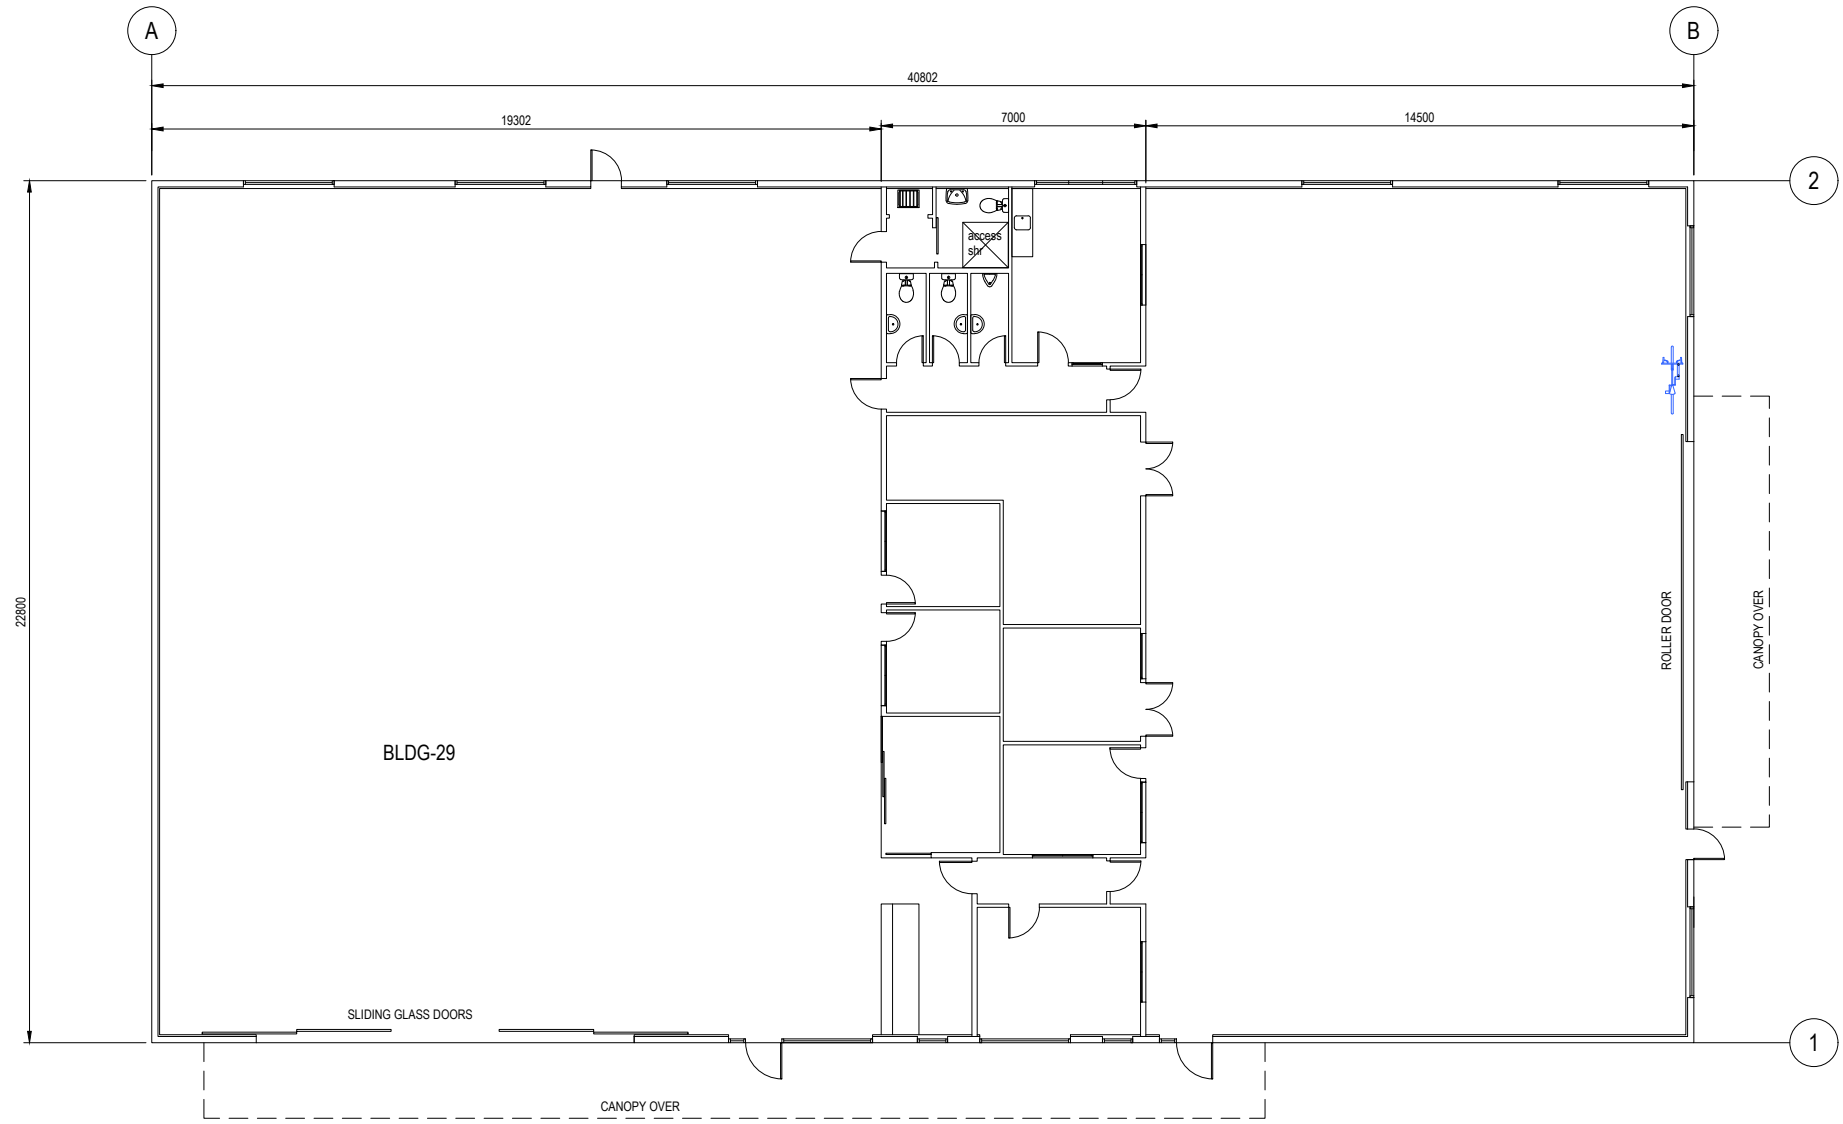 A
B
40802
19302
7000
14500
2
access
shr
22800
ROLLER DOOR
CANOPY OVER
BLDG-29
SLIDING GLASS DOORS
1
CANOPY OVER